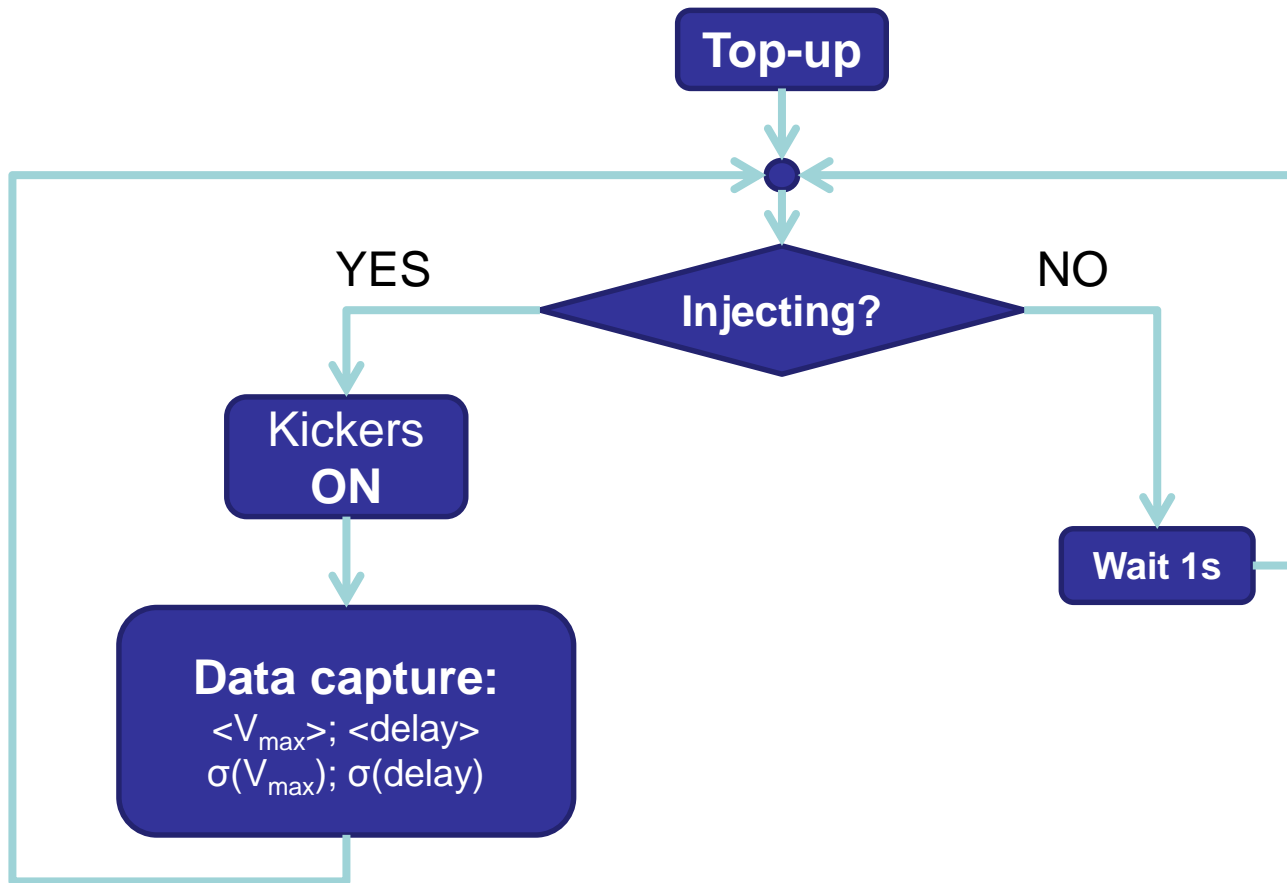 Top-up
YES
NO
Injecting?
Kickers
ON
Wait 1s
Data capture:
<Vmax>; <delay>
σ(Vmax); σ(delay)